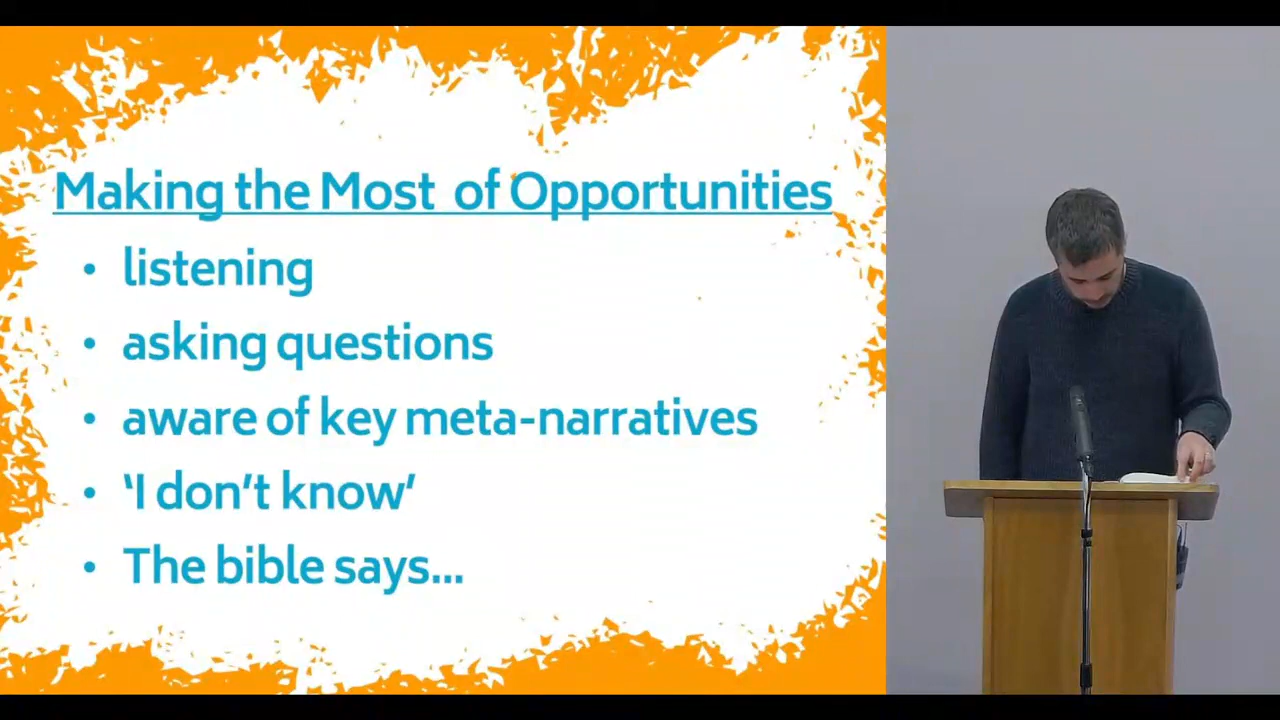 Making the Most of Opportunities
• listening
• asking questions
• aware of key meta-narratives
• ‘I don’t know’
• The bible says...